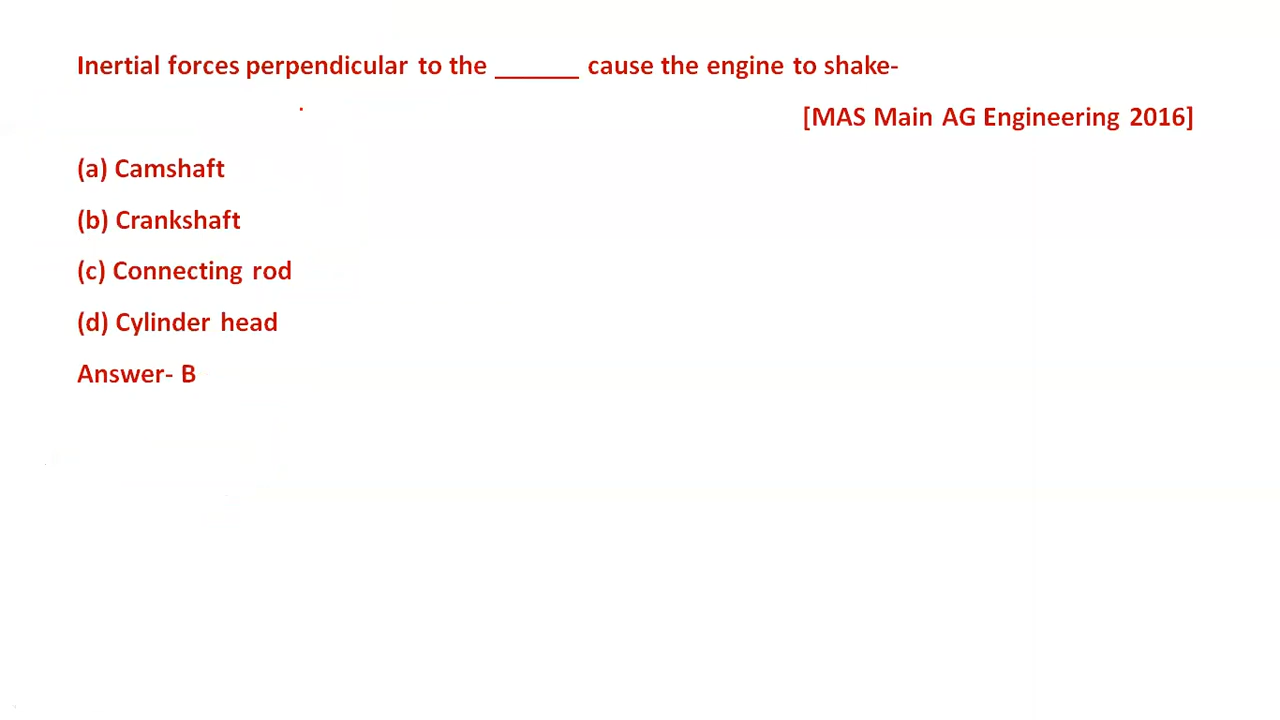 Inertial forces perpendicular to the ______ cause the engine to shake-
[MAS Main AG Engineering 2016]
(a) Camshaft
(b) Crankshaft
(c) Connecting rod
(d) Cylinder head
Answer- B